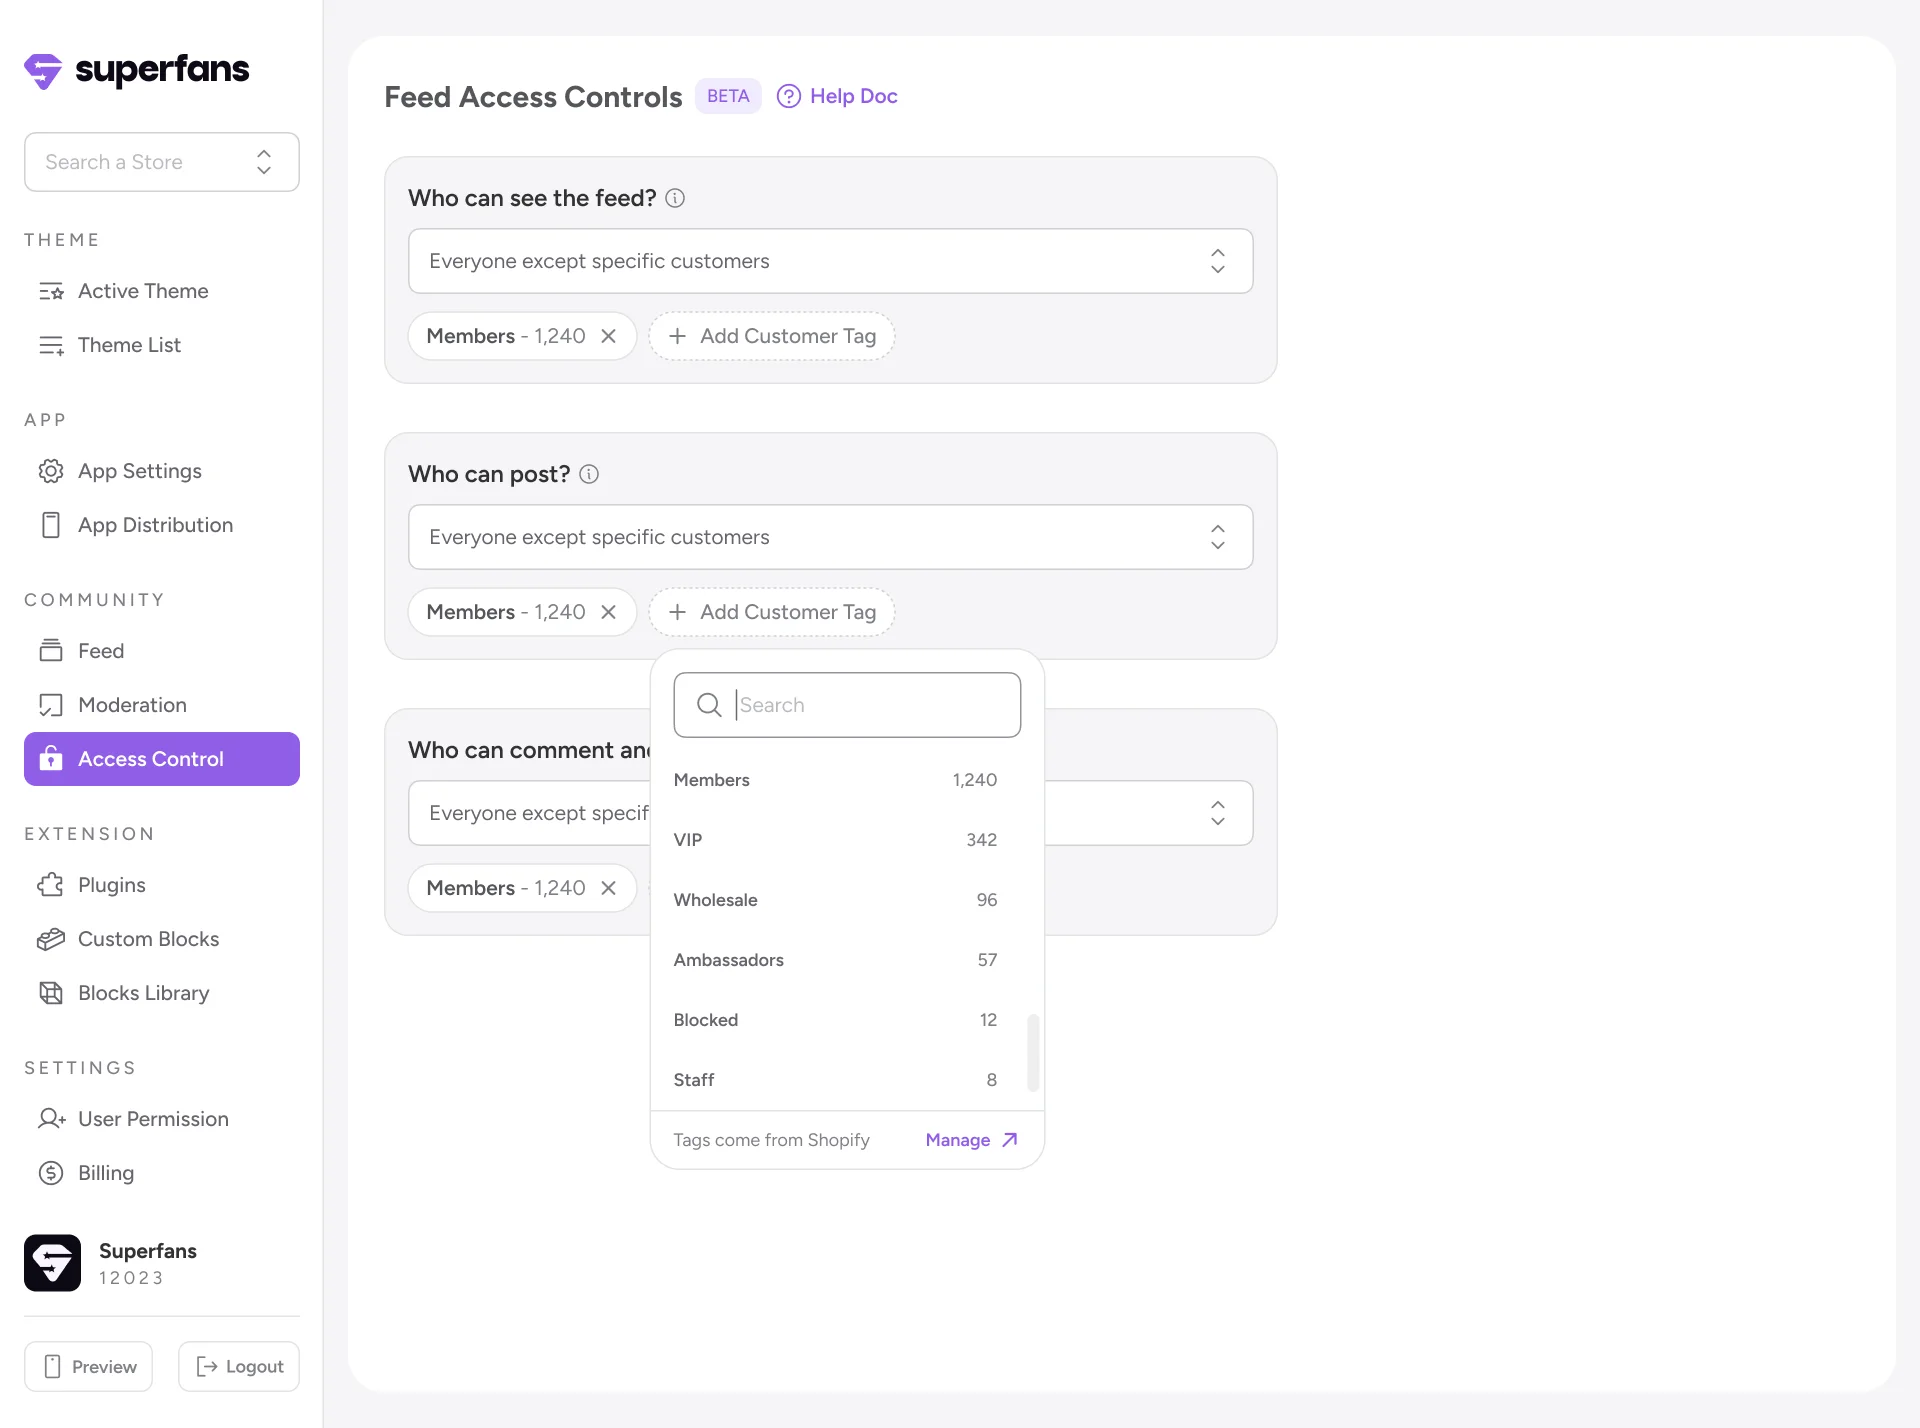 superfans
Search a Store
THEME
Active Theme
Theme List
APP
App Settings
App Distribution
COMMUNITY
Feed
Moderation
Access Control
EXTENSION
Plugins
Custom Blocks
Blocks Library
SETTINGS
User Permission
Billing
Superfans
12023
Preview
Logout
Feed Access Controls
BETA
Help Doc
Who can see the feed?
Everyone except specific customers
Members - 1,240
Add Customer Tag
Who can post?
Everyone except specific customers
Members - 1,240
Add Customer Tag
Who can comment
Everyone except
Members - 1,240
Search
Members 1,240
VIP 342
Wholesale 96
Ambassadors 57
Blocked 12
Staff 8
Tags come from Shopify
Manage